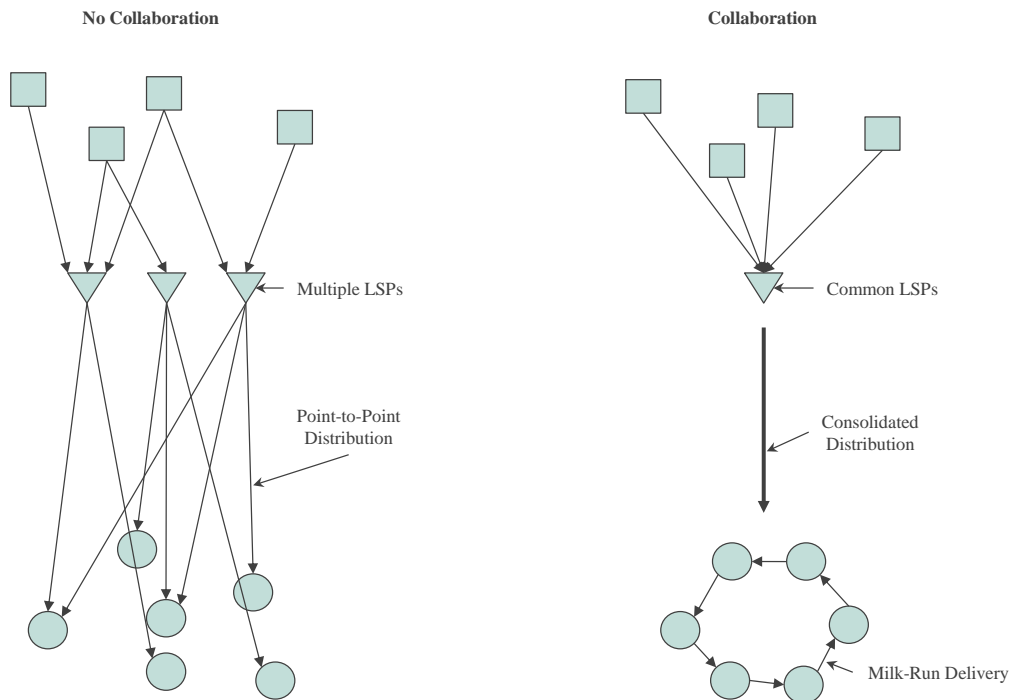 No Collaboration
Collaboration
Multiple LSPs
Common LSPs
Point-to-Point
Distribution
Consolidated
Distribution
Milk-Run Delivery